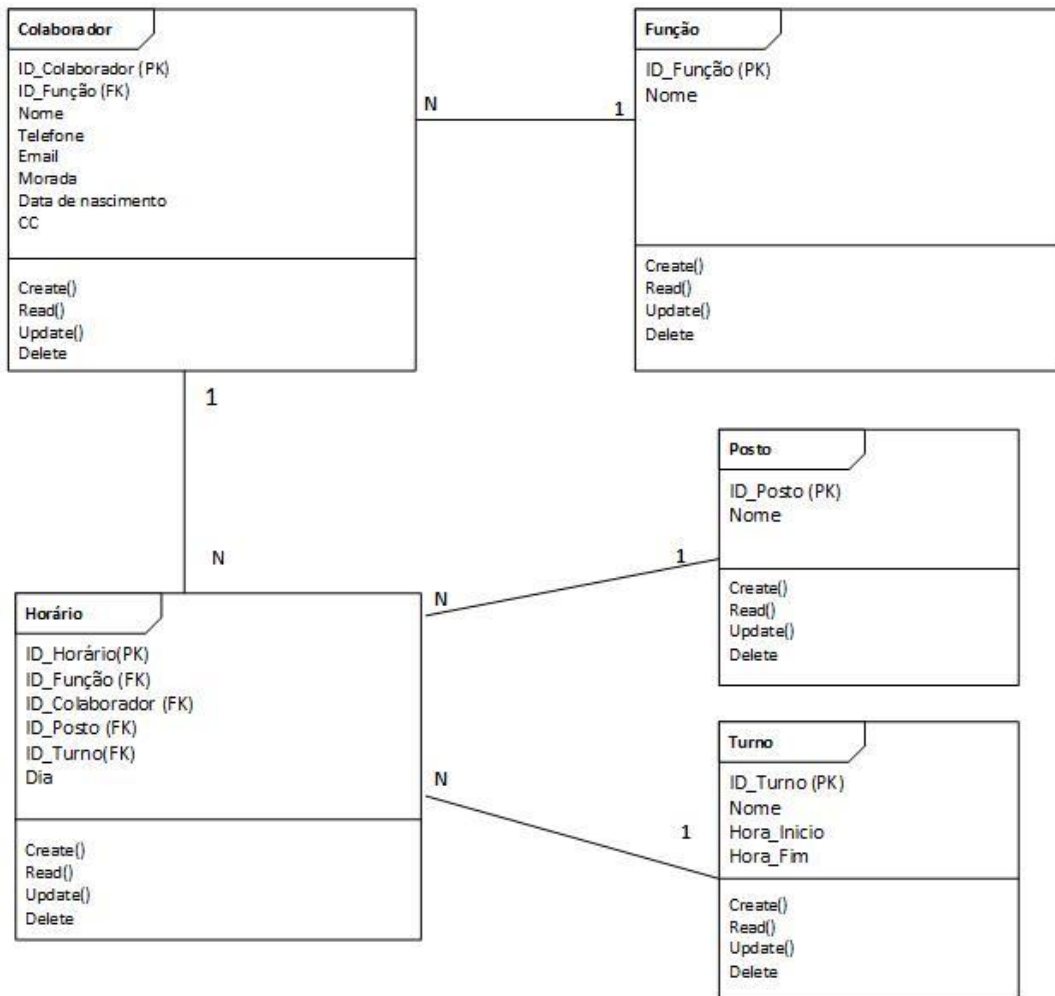 Colaborador
ID_Colaborador (PK)
ID_Função (FK)
Nome
Telefone
Email
Morada
Data de nascimento
CC
Create()
Read()
Update()
Delete
N
1
Função
ID_Função (PK)
Nome
Create()
Read()
Update()
Delete
1
N
Horário
ID_Horário(PK)
ID_Função (FK)
ID_Colaborador (FK)
ID_Posto (FK)
ID_Turno(FK)
Dia
Create()
Read()
Update()
Delete
N
1
Posto
ID_Posto (PK)
Nome
Create()
Read()
Update()
Delete
N
1
Turno
ID_Turno (PK)
Nome
Hora_Inicio
Hora_Fim
Create()
Read()
Update()
Delete